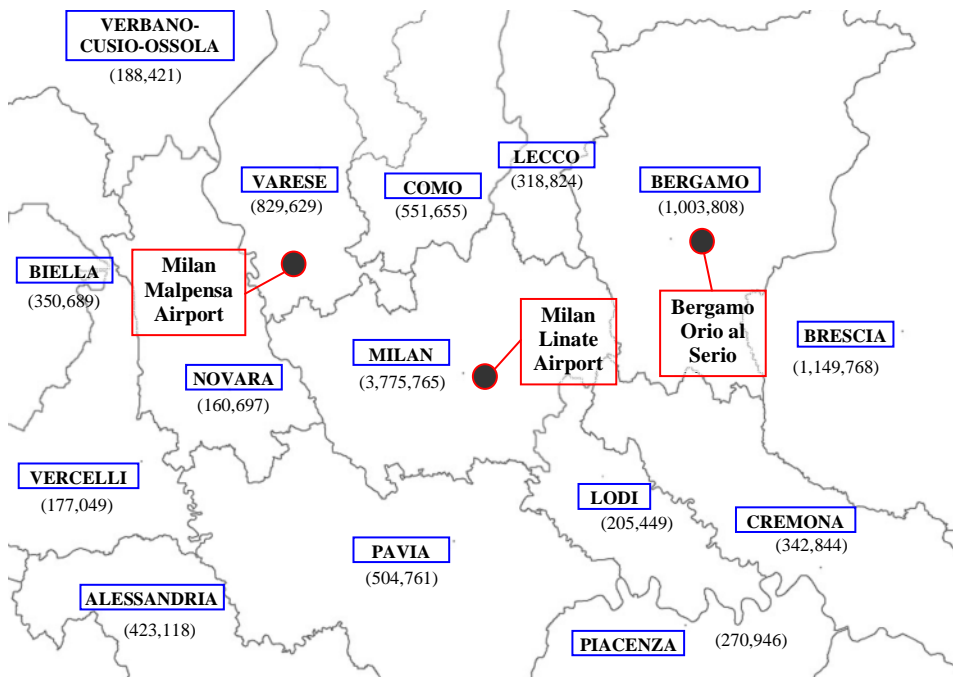 VERBANO-
CUSIO-OSSOLA
(188,421)
LECCO
(318,824)
VARESE
(829,629)
COMO
(551,655)
BERGAMO
(1,003,808)
BIELLA
(350,689)
Milan
Malpensa
Airport
Milan
Linate
Airport
Bergamo
Orio al
Serio
BRESCIA
(1,149,768)
MILAN
(3,775,765)
NOVARA
(160,697)
VERCELLI
(177,049)
LODI
(205,449)
CREMONA
(342,844)
PAVIA
(504,761)
ALESSANDRIA
(423,118)
PIACENZA
(270,946)